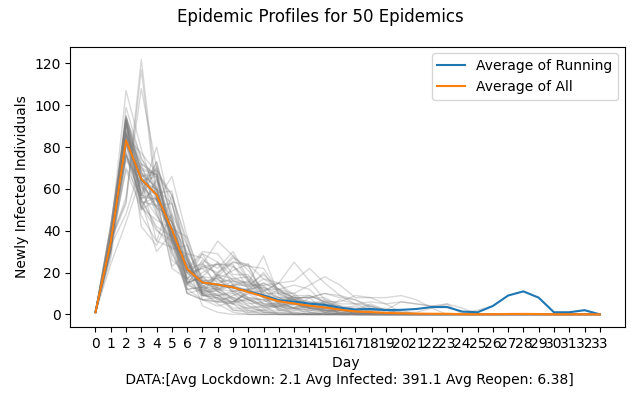 Epidemic Profiles for 50 Epidemics
Average of Running
Average of All
Newly Infected Individuals
120
100
80
60
40
20
0
0 1 2 3 4 5 6 7 8 9 10 11 12 13 14 15 16 17 18 19 20 21 22 23 24 25 26 27 28 29 30 31 32 33
Day
DATA:[Avg Lockdown: 2.1 Avg Infected: 391.1 Avg Reopen: 6.38]